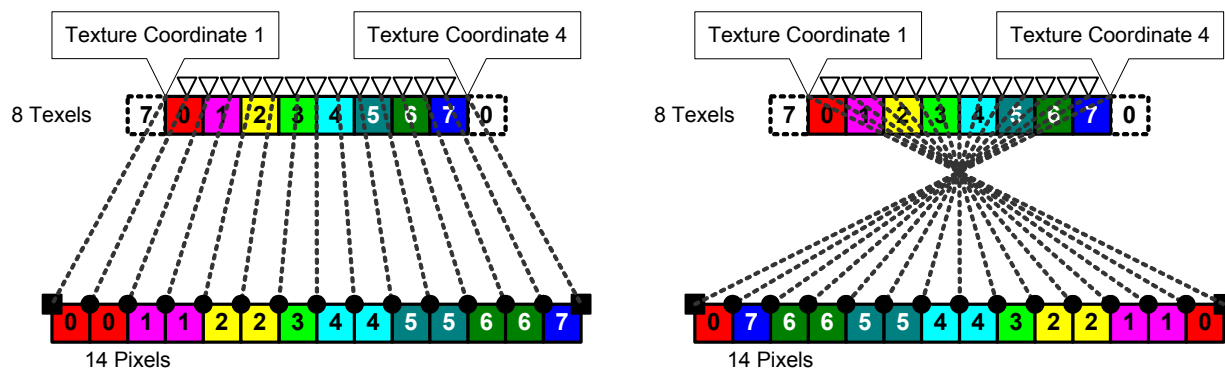 Texture Coordinate 1
Texture Coordinate 4
8 Texels
7 0 1 2 3 4 5 6 7 0
0 0 1 1 2 2 3 4 4 5 5 6 6 7
14 Pixels
Texture Coordinate 1
Texture Coordinate 4
8 Texels
7 0 1 2 3 4 5 6 7 0
0 7 6 6 5 5 4 4 3 2 2 1 1 0
14 Pixels